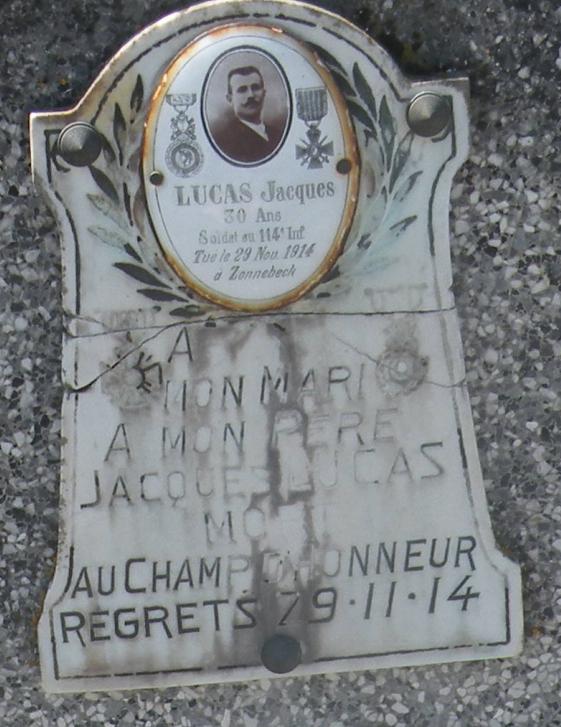 LUCAS Jacques
30 Ans
Soldat au 114e Inf
Tué le 29 Nov. 1914
à Zonnebeck
A
MON MARI
A MON PERE
JACQUES LUCAS
MORT
AU CHAMP D'HONNEUR
REGRETS 29·11·14